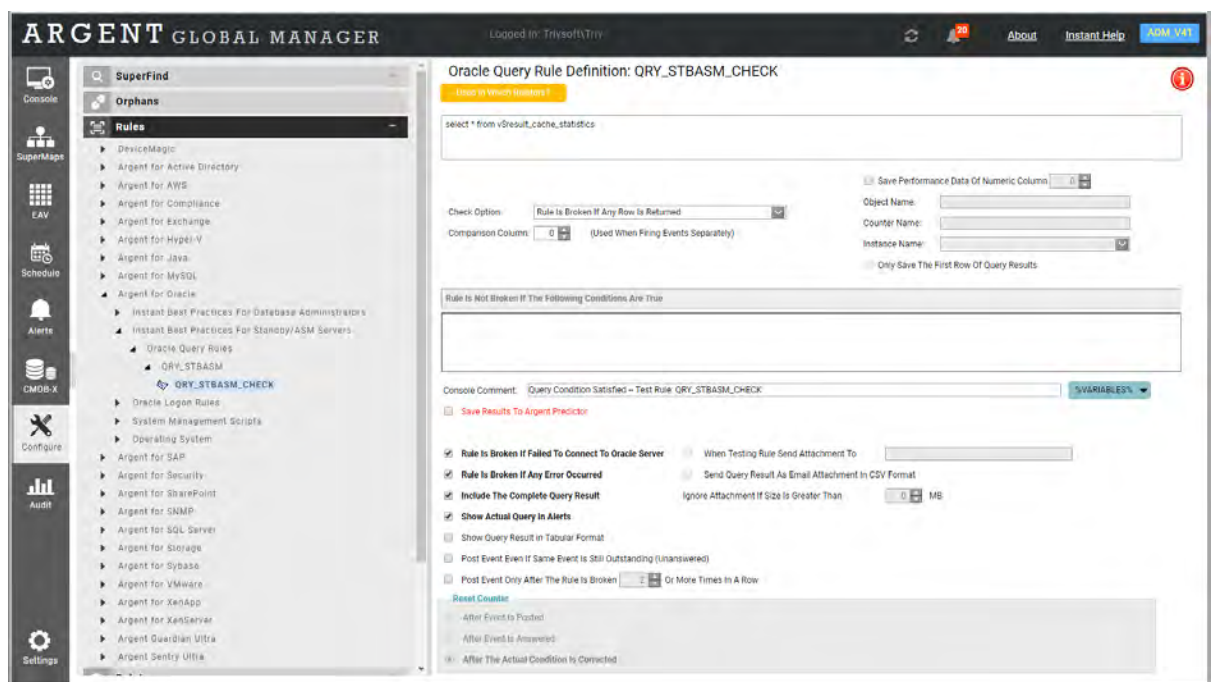 ARGENT GLOBAL MANAGER
Logged In: Trivsoft\Triv
20
About
Instant Help
ADM_V4T
Console
SuperMaps
EAV
Schedule
Alerts
CMDB-X
Configure
Audit
Settings
SuperFind
Orphans
Rules
DeviceMagic
Argent for Active Directory
Argent for AWS
Argent for Compliance
Argent for Exchange
Argent for Hyper-V
Argent for Java
Argent for MySQL
Argent for Oracle
Instant Best Practices For Database Administrators
Instant Best Practices For Standby/ASM Servers
Oracle Query Rules
QRY_STBASM
QRY_STBASM_CHECK
Oracle Logon Rules
System Management Scripts
Operating System
Argent for SAP
Argent for Security
Argent for SharePoint
Argent for SNMP
Argent for SQL Server
Argent for Storage
Argent for Sybase
Argent for VMware
Argent for XenApp
Argent for XenServer
Argent Guardian Ultra
Argent Sentry Ultra
Oracle Query Rule Definition: QRY_STBASM_CHECK
Used In Which Relators?
select * from v$result_cache_statistics
Save Performance Data Of Numeric Column 0
Object Name:
Check Option: Rule Is Broken If Any Row Is Returned
Counter Name:
Comparison Column: 0 (Used When Firing Events Separately)
Instance Name:
Only Save The First Row Of Query Results
Rule Is Not Broken If The Following Conditions Are True
Console Comment: Query Condition Satisfied – Test Rule QRY_STBASM_CHECK %VARIABLES%
Save Results To Argent Predictor
Rule Is Broken If Failed To Connect To Oracle Server When Testing Rule Send Attachment To
Rule Is Broken If Any Error Occurred Send Query Result As Email Attachment In CSV Format
Include The Complete Query Result Ignore Attachment If Size Is Greater Than 0 MB
Show Actual Query In Alerts
Show Query Result in Tabular Format
Post Event Even If Same Event Is Still Outstanding (Unanswered)
Post Event Only After The Rule Is Broken 2 Or More Times In A Row
Reset Counter
After Event Is Posted
After Event Is Answered
After The Actual Condition Is Corrected